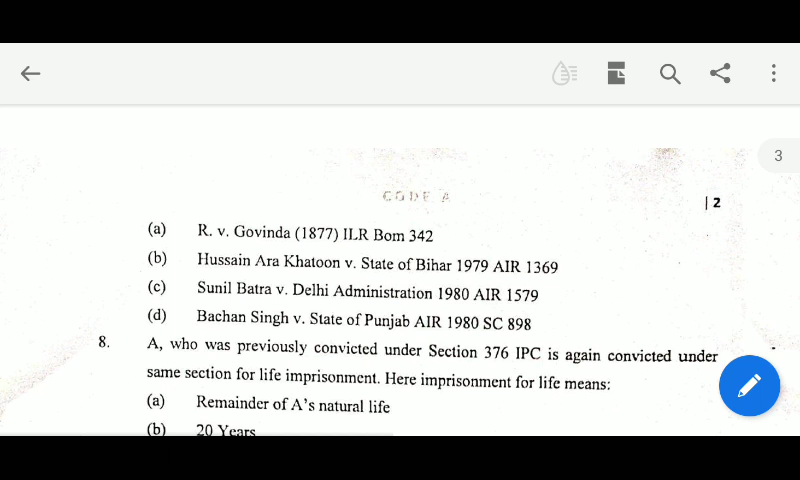 3
CODE A
| 2
(a) R. v. Govinda (1877) ILR Bom 342
(b) Hussain Ara Khatoon v. State of Bihar 1979 AIR 1369
(c) Sunil Batra v. Delhi Administration 1980 AIR 1579
(d) Bachan Singh v. State of Punjab AIR 1980 SC 898
8. A, who was previously convicted under Section 376 IPC is again convicted under
same section for life imprisonment. Here imprisonment for life means:
(a) Remainder of A's natural life
(b) 20 Years